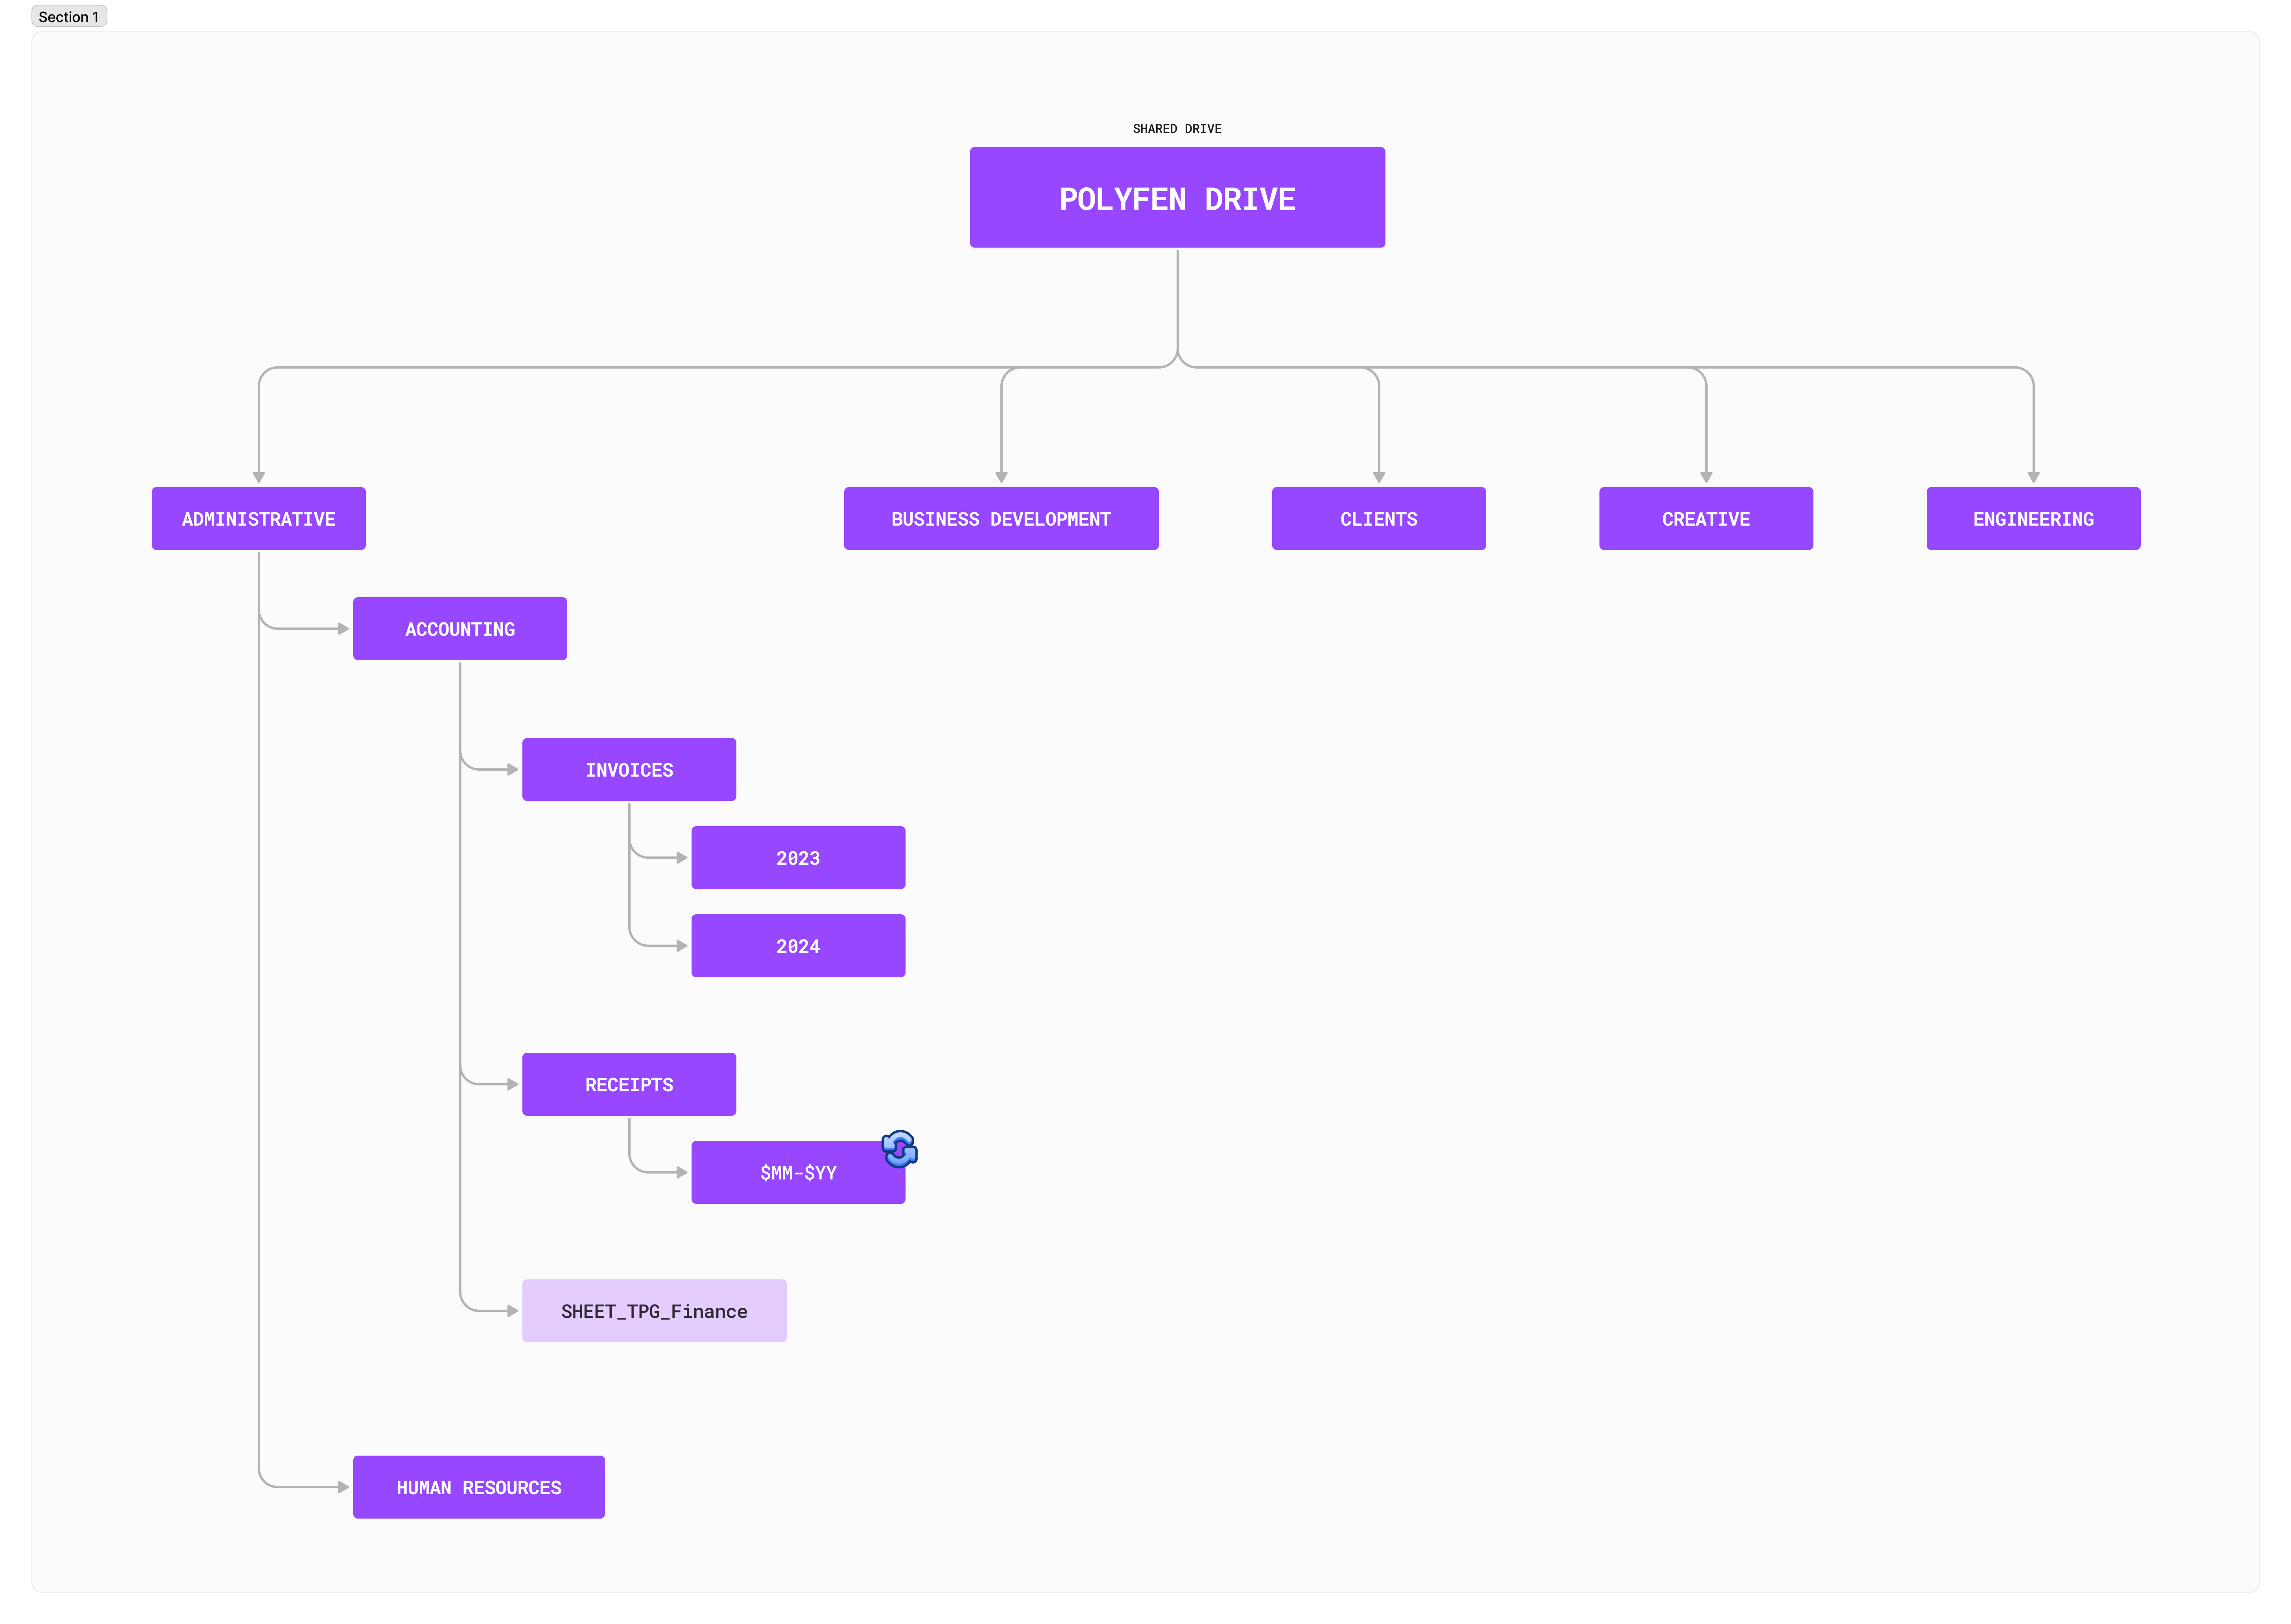 Section 1
SHARED DRIVE
POLYFEN DRIVE
ADMINISTRATIVE
BUSINESS DEVELOPMENT
CLIENTS
CREATIVE
ENGINEERING
ACCOUNTING
INVOICES
2023
2024
RECEIPTS
$MM-$YY
SHEET_TPG_Finance
HUMAN RESOURCES